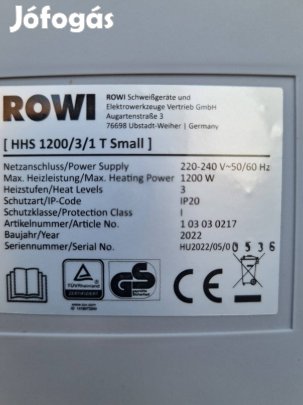 Jófogás
ROWI
ROWI Schweißgeräte und
Elektrowerkzeuge Vertrieb GmbH
Augartenstraße 3
76698 Ubstadt-Weiher | Germany
[ HHS 1200/3/1 T Small ]
Netzanschluss/Power Supply 220-240 V~50/60 Hz
Max. Heizleistung/Max. Heating Power 1200 W
Heizstufen/Heat Levels 3
Schutzart/IP-Code IP20
Schutzklasse/Protection Class I
Artikelnummer/Article No. 1 03 03 0217
Baujahr/Year 2022
Seriennummer/Serial No. HU2022/05/00536
TÜVRheinland
GS